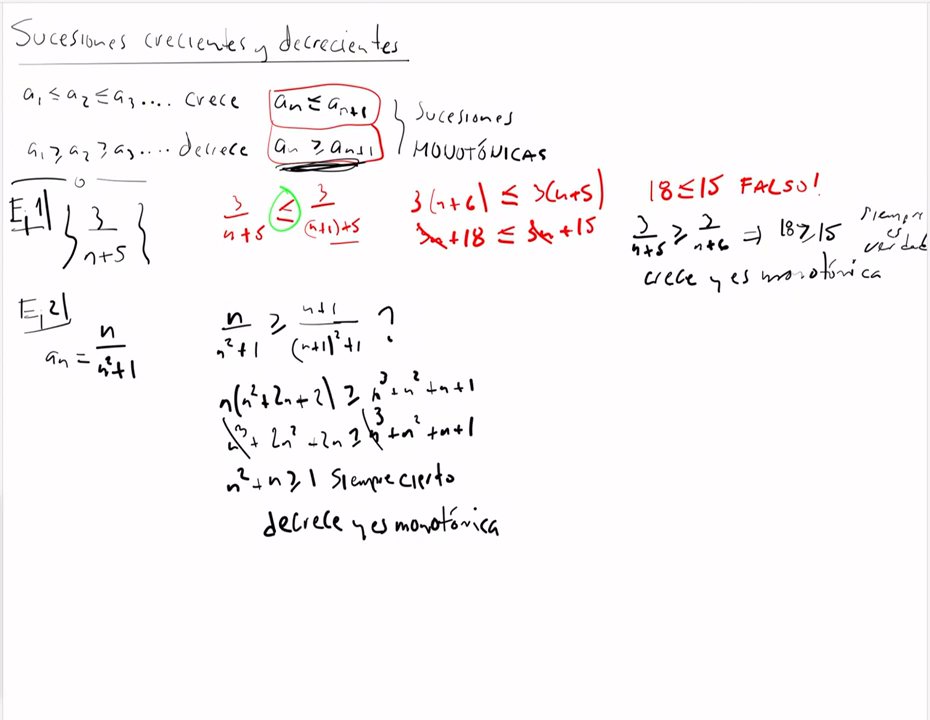 Sucesiones crecientes y decrecientes
a₁ ≤ a₂ ≤ a₃.... crece
aₙ ≤ aₙ₊₁
a₁ ≥ a₂ ≥ a₃.... decrece
aₙ ≥ aₙ₊₁
} Sucesiones
MONOTÓNICAS
Ej 1) { 3/(n+5) }
3/(n+5) ≤ 3/((n+1)+5)
3(n+6) ≤ 3(n+5)
3n+18 ≤ 3n+15
18 ≤ 15 FALSO!
3/(n+5) ≥ 3/(n+6) ⇒ 18 ≥ 15
siempre
es
verdad
crece y es monotónica
Ej 2)
aₙ = n/(n²+1)
n/(n²+1) ≥ (n+1)/((n+1)²+1) ?
n(n²+2n+2) ≥ n³+n²+n+1
n³+2n²+2n ≥ n³+n²+n+1
n²+n ≥ 1 Siempre cierto
decrece y es monotónica